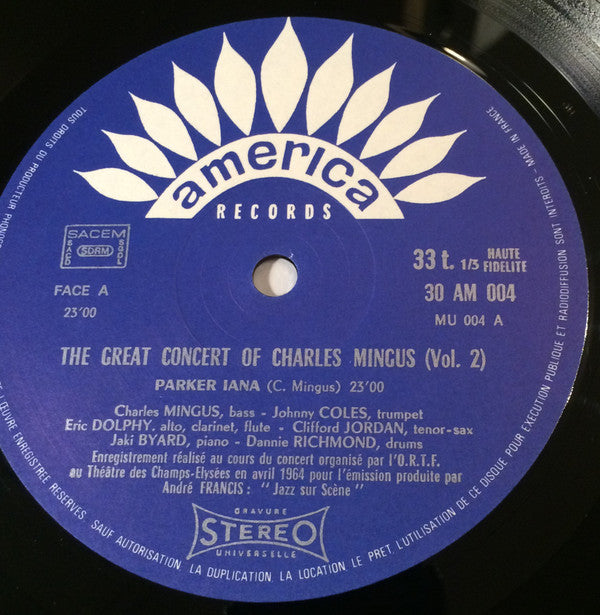 america
RECORDS
SACEM
SACD SDRM SGDL
FACE A
23'00
33 t. 1/3 HAUTE FIDELITE
30 AM 004
MU 004 A
THE GREAT CONCERT OF CHARLES MINGUS (Vol. 2)
PARKER IANA (C. Mingus) 23'00
Charles MINGUS, bass - Johnny COLES, trumpet
Eric DOLPHY. alto, clarinet, flute - Clifford JORDAN, tenor-sax
Jaki BYARD, piano - Dannie RICHMOND, drums
Enregistrement réalisé au cours du concert organisé par l'O.R.T.F.
au Théâtre des Champs-Elysées en avril 1964 pour l'émission produite par
André FRANCIS : "Jazz sur Scène"
GRAVURE
STEREO
UNIVERSELLE
TOUS DROITS DU PRODUCTEUR
L'ŒUVRE ENREGISTREE RESERVES. SAUF AUTORISATION LA DUPLICATION, LA LOCATION LE PRET, L'UTILISATION DE CE DISQUE POUR EXECUTION PUBLIQUE ET RADIODIFFUSION SONT INTERDITS - MADE IN FRANCE